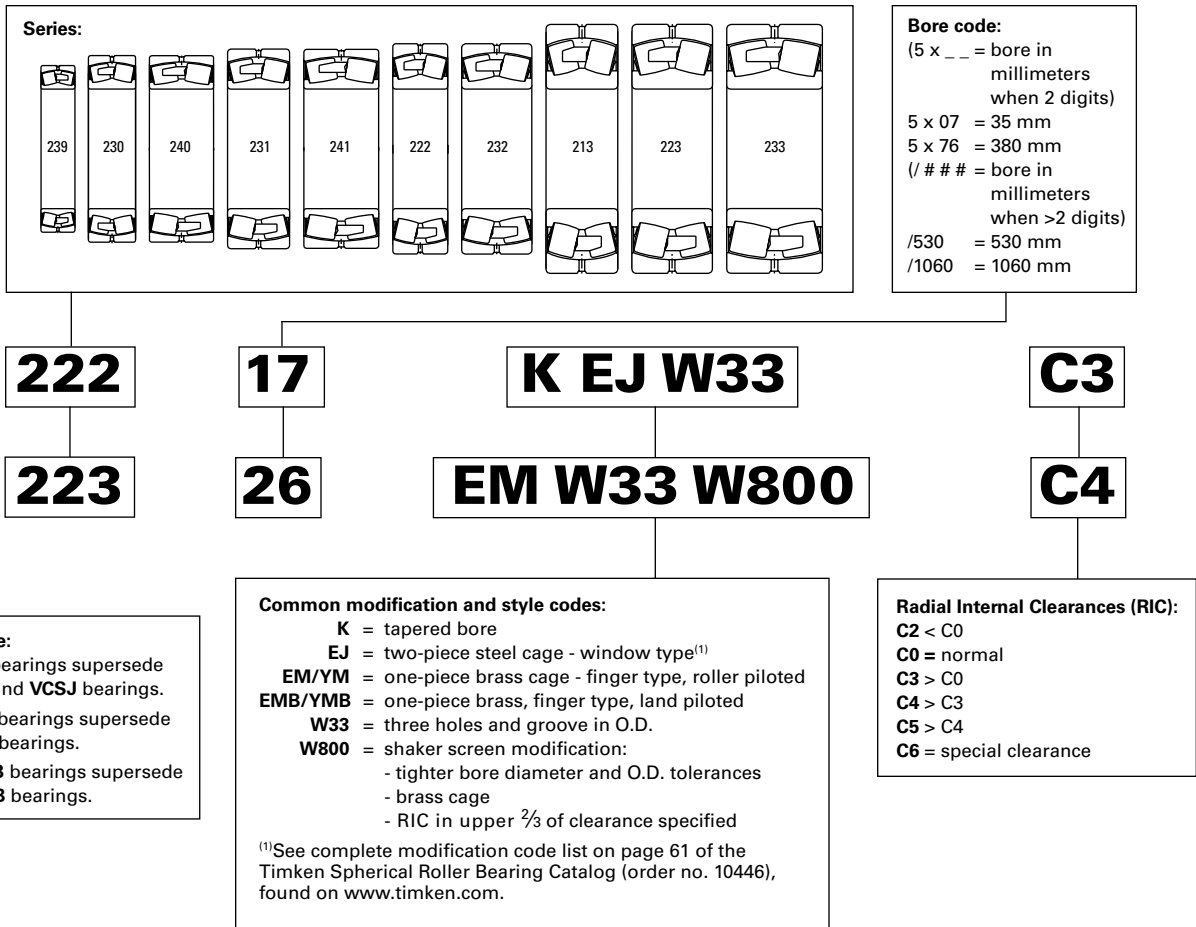 Series:
239 230 240 231 241 222 232 213 223 233
Bore code:
(5 x _ _ = bore in
millimeters
when 2 digits)
5 x 07 = 35 mm
5 x 76 = 380 mm
(/ # # # = bore in
millimeters
when >2 digits)
/530 = 530 mm
/1060 = 1060 mm
222 17 K EJ W33 C3
223 26 EM W33 W800 C4
e:
bearings supersede
and VCSJ bearings.
bearings supersede
bearings.
B bearings supersede
B bearings.
Common modification and style codes:
K = tapered bore
EJ = two-piece steel cage - window type(1)
EM/YM = one-piece brass cage - finger type, roller piloted
EMB/YMB = one-piece brass, finger type, land piloted
W33 = three holes and groove in O.D.
W800 = shaker screen modification:
- tighter bore diameter and O.D. tolerances
- brass cage
- RIC in upper ⅔ of clearance specified
(1)See complete modification code list on page 61 of the
Timken Spherical Roller Bearing Catalog (order no. 10446),
found on www.timken.com.
Radial Internal Clearances (RIC):
C2 < C0
C0 = normal
C3 > C0
C4 > C3
C5 > C4
C6 = special clearance